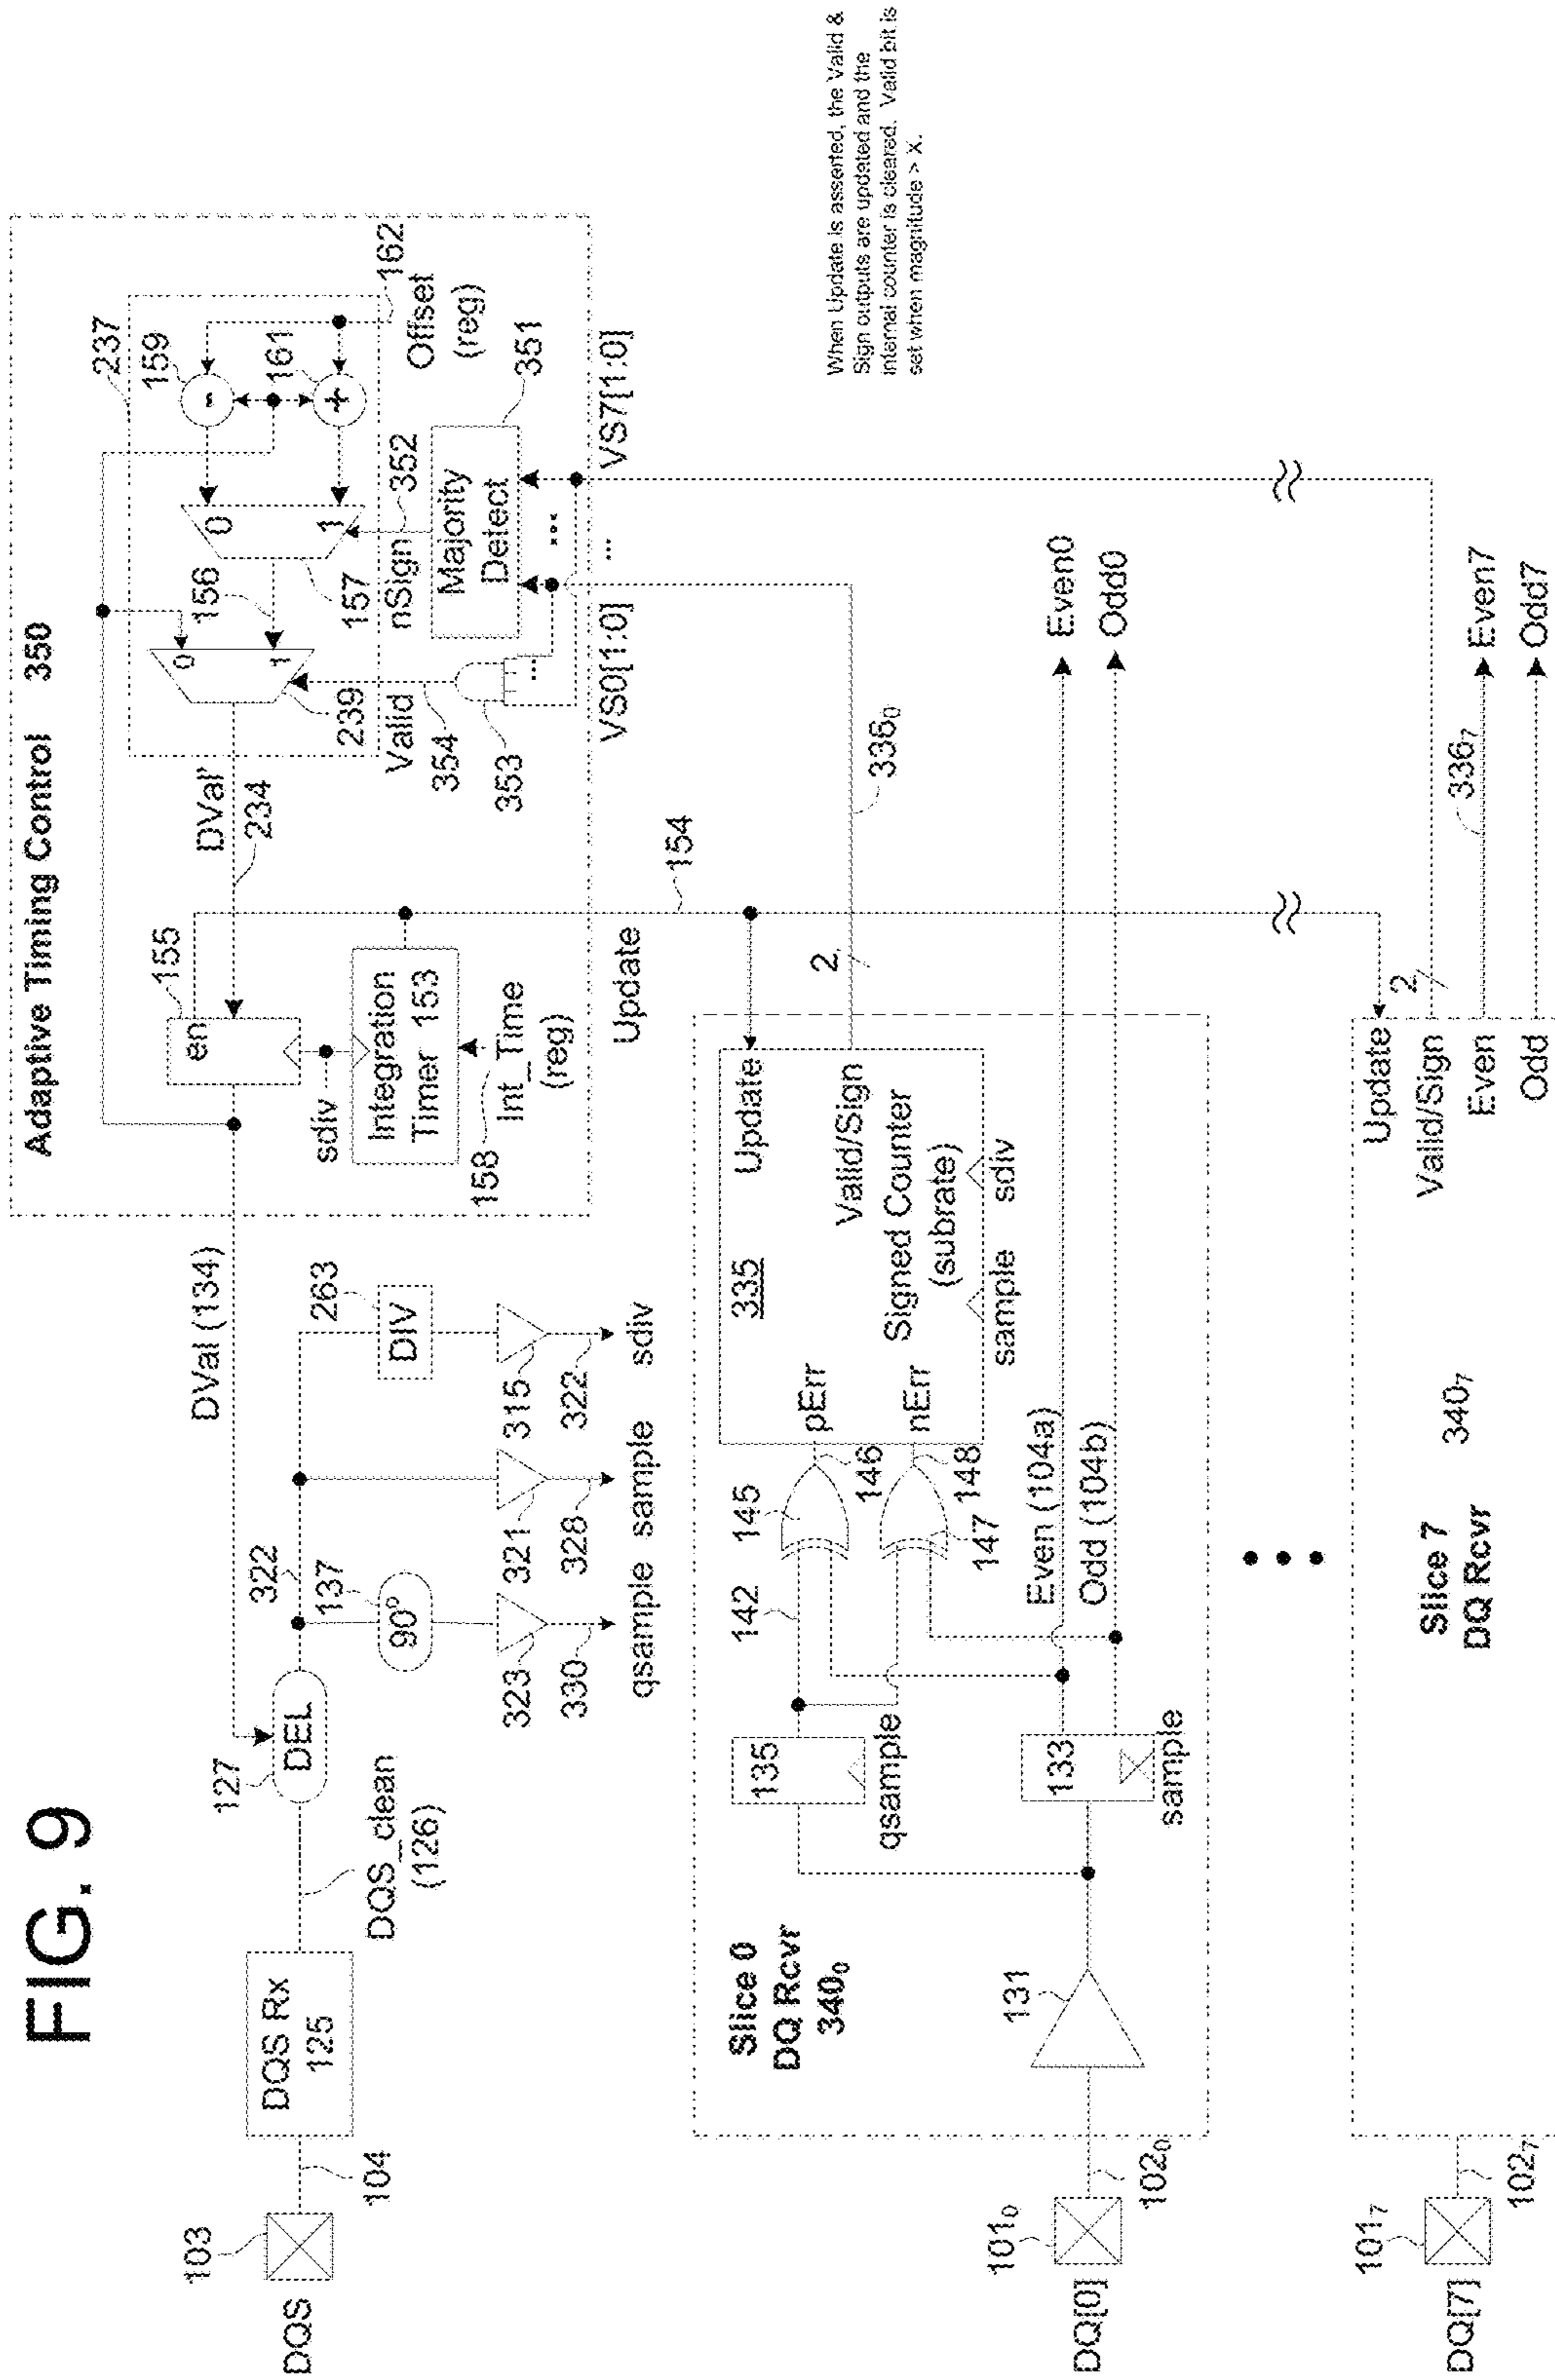 FIG. 9
Adaptive Timing Control 350
DQS
103
104
DQS Rx
125
DQS_clean
(126)
127
DEL
322
137
90°
323
330
qsample
321
328
sample
263
DIV
315
322
sdiv
DVal (134)
155
en
sdiv
Integration
Timer 153
158
Int_Time
(reg)
Update
154
DVal'
234
237
239
0
1
156
157
0
1
159
-
161
+
162
Offset
(reg)
Valid
354
353
nSign
352
Majority
Detect
351
...
...
...
VS0[1:0]
VS7[1:0]
When Update is asserted, the Valid &
Sign outputs are updated and the
internal counter is cleared. Valid bit is
set when magnitude > X.
Slice 0
DQ Rcvr
340₀
DQ[0]
101₀
102₀
131
135
qsample
133
sample
142
145
146
147
148
pErr
nErr
335
Update
Valid/Sign
Signed Counter
(subrate)
sample
sdiv
2
336₀
Even (104a)
Odd (104b)
Even0
Odd0
DQ[7]
101₇
102₇
Slice 7
DQ Rcvr
340₇
Update
Valid/Sign
Even
Odd
2
336₇
Even7
Odd7